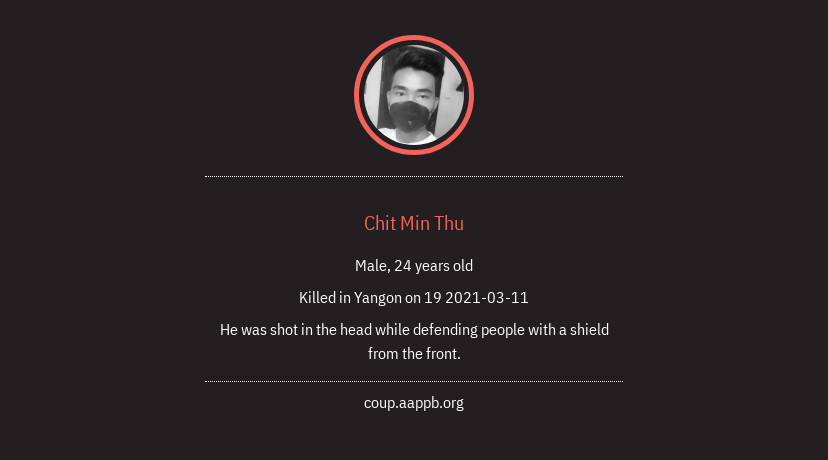 Chit Min Thu
Male, 24 years old
Killed in Yangon on 19 2021-03-11
He was shot in the head while defending people with a shield
from the front.
coup.aappb.org